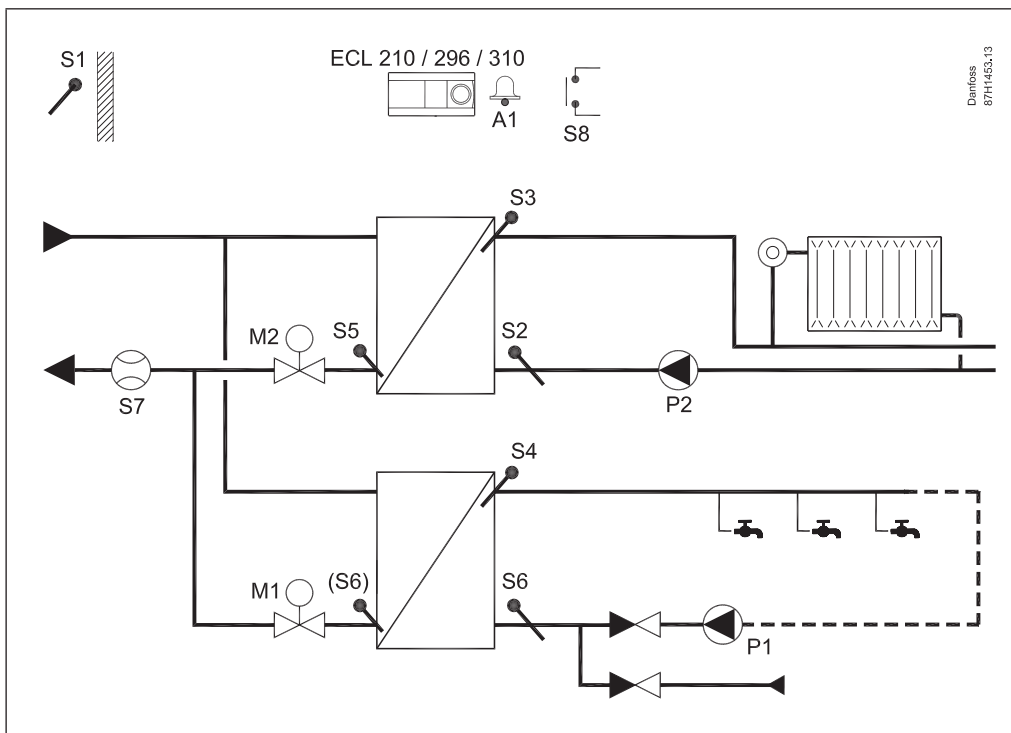 S1
ECL 210 / 296 / 310
A1
S8
Danfoss
87H1453.13
S3
M2
S5
S2
S7
P2
S4
M1
(S6)
S6
P1